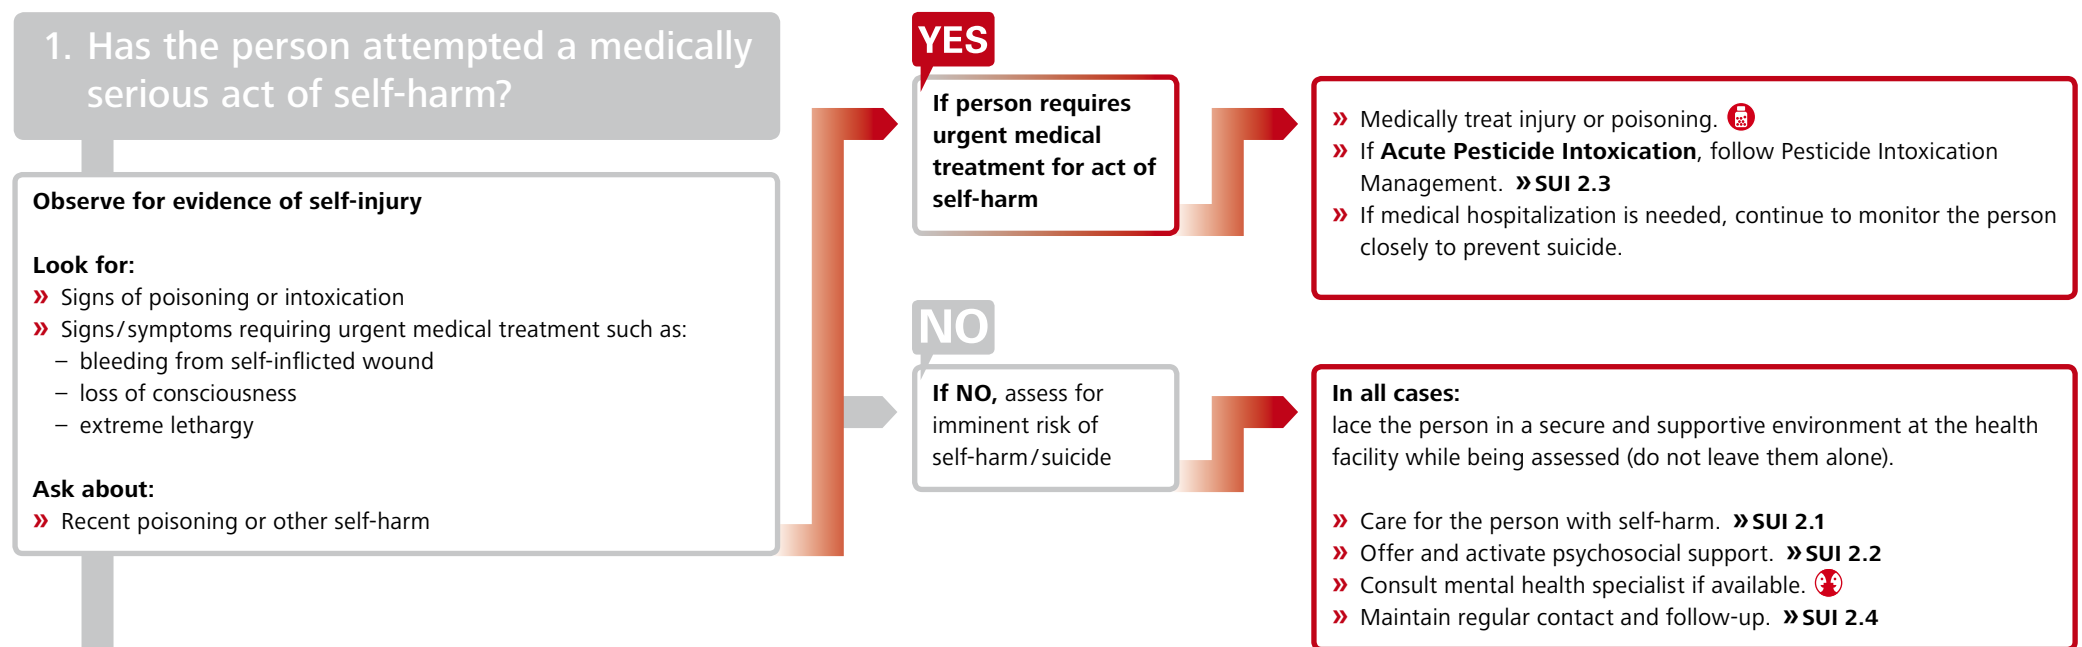 1. Has the person attempted a medically
serious act of self-harm?
Observe for evidence of self-injury
Look for:
» Signs of poisoning or intoxication
» Signs/symptoms requiring urgent medical treatment such as:
– bleeding from self-inflicted wound
– loss of consciousness
– extreme lethargy
Ask about:
» Recent poisoning or other self-harm
YES
If person requires
urgent medical
treatment for act of
self-harm
» Medically treat injury or poisoning.
» If Acute Pesticide Intoxication, follow Pesticide Intoxication
Management. » SUI 2.3
» If medical hospitalization is needed, continue to monitor the person
closely to prevent suicide.
NO
If NO, assess for
imminent risk of
self-harm/suicide
In all cases:
lace the person in a secure and supportive environment at the health
facility while being assessed (do not leave them alone).
» Care for the person with self-harm. » SUI 2.1
» Offer and activate psychosocial support. » SUI 2.2
» Consult mental health specialist if available.
» Maintain regular contact and follow-up. » SUI 2.4